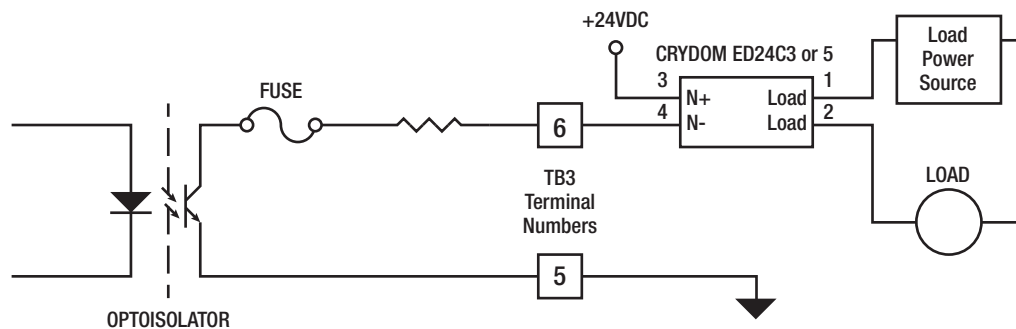 +24VDC
CRYDOM ED24C3 or 5
Load
Power
Source
FUSE
3
1
N+
Load
4
2
N-
Load
6
LOAD
TB3
Terminal
Numbers
5
OPTOISOLATOR